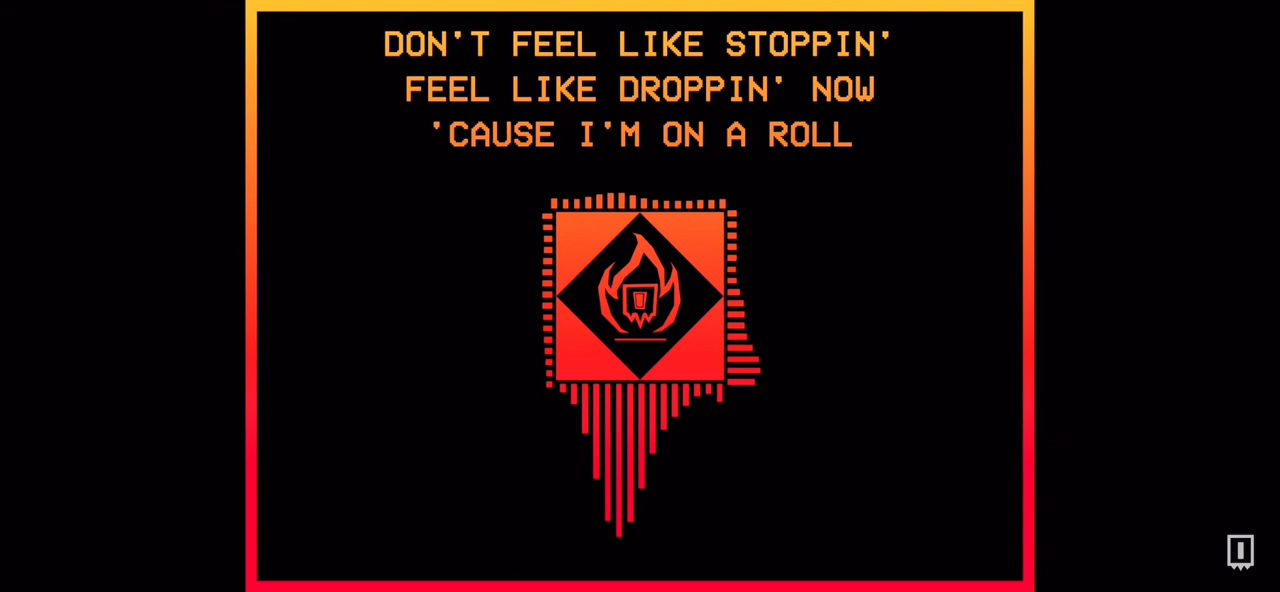 DON'T FEEL LIKE STOPPIN'
FEEL LIKE DROPPIN' NOW
'CAUSE I'M ON A ROLL